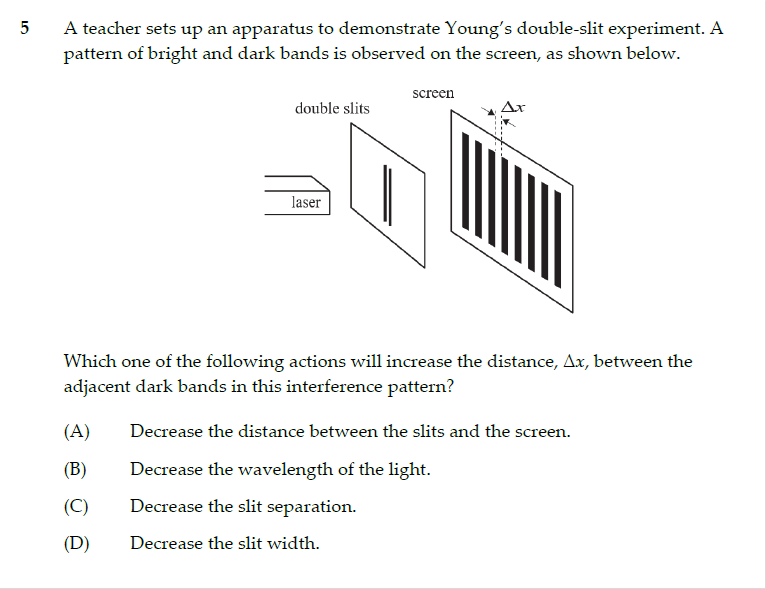 5 A teacher sets up an apparatus to demonstrate Young's double-slit experiment. A
pattern of bright and dark bands is observed on the screen, as shown below.
screen
double slits
Δx
laser
Which one of the following actions will increase the distance, Δx, between the
adjacent dark bands in this interference pattern?
(A) Decrease the distance between the slits and the screen.
(B) Decrease the wavelength of the light.
(C) Decrease the slit separation.
(D) Decrease the slit width.